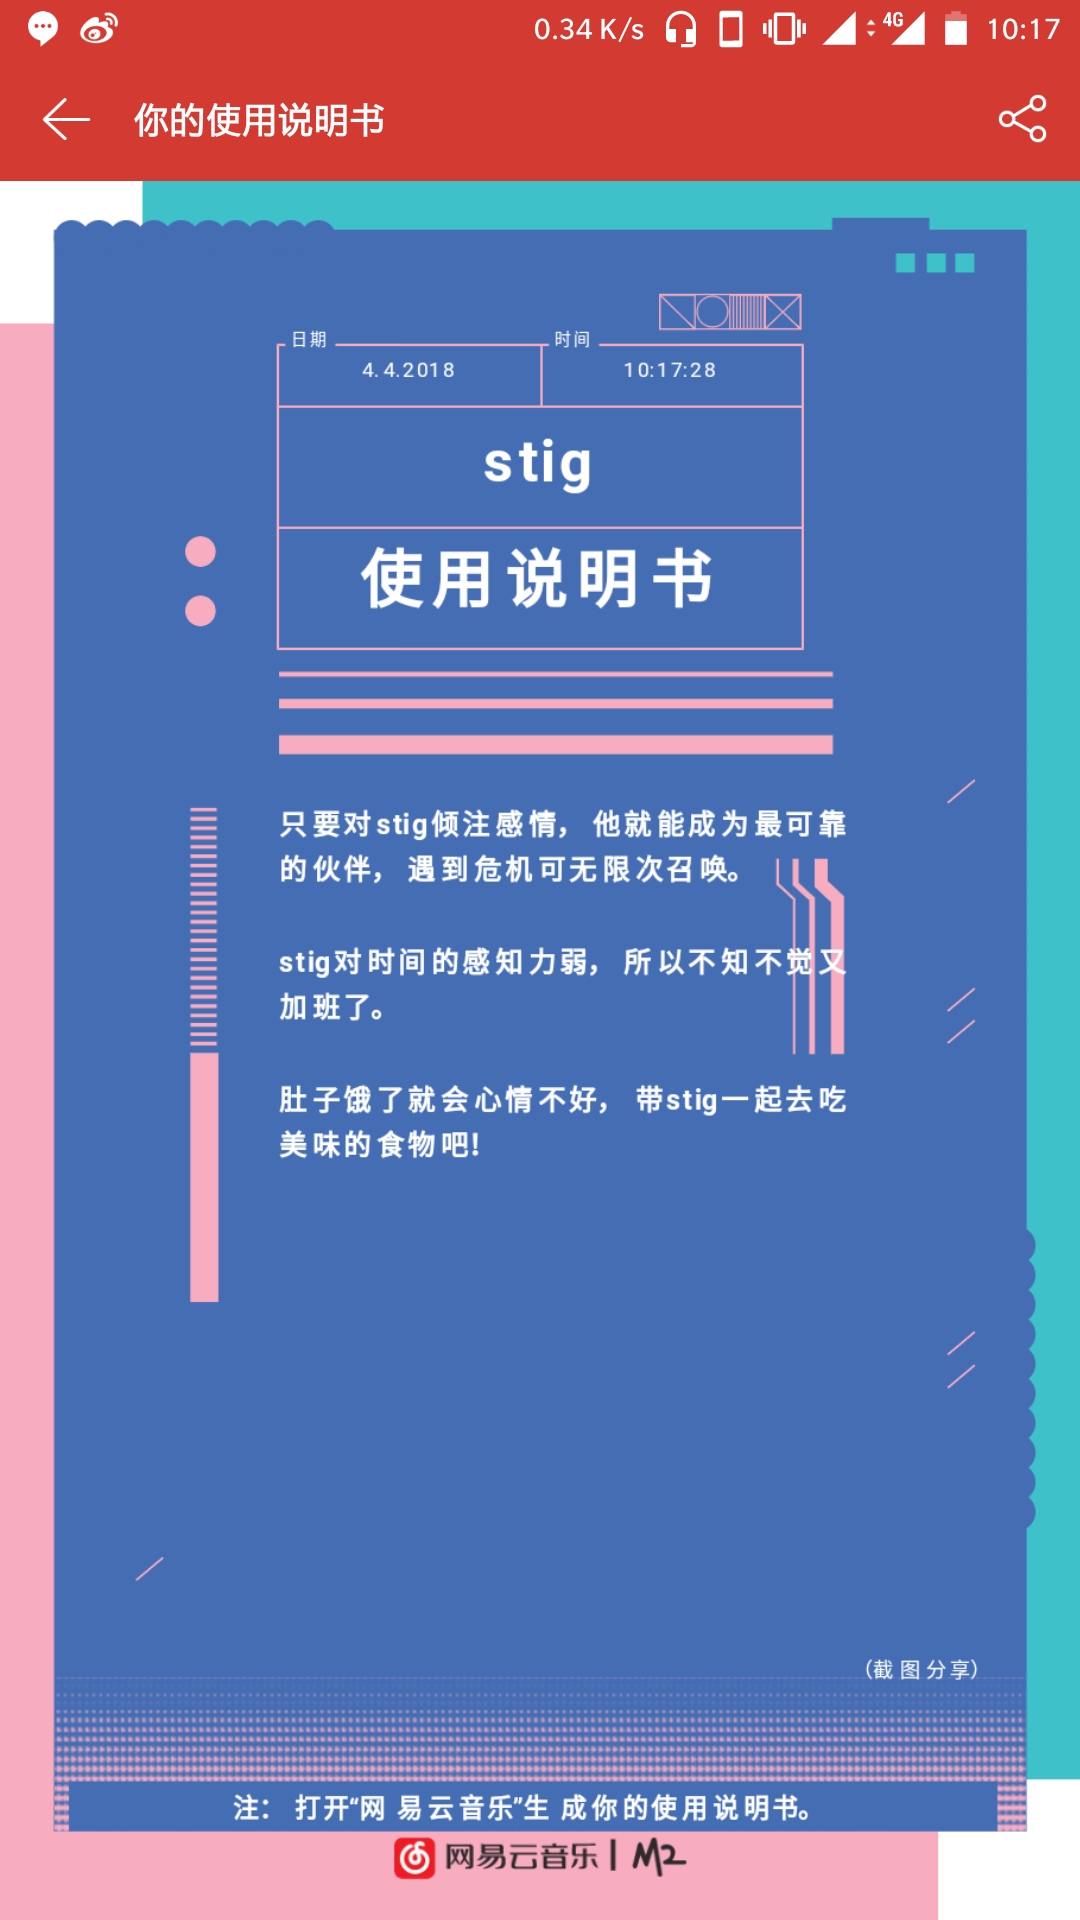 0.34 K/s 4G 10:17
你的使用说明书
日期 时间
4.4.2018 10:17:28
stig
使用说明书
只要对stig倾注感情，他就能成为最可靠
的伙伴，遇到危机可无限次召唤。
stig对时间的感知力弱，所以不知不觉又
加班了。
肚子饿了就会心情不好，带stig一起去吃
美味的食物吧!
（截图分享）
注：打开“网易云音乐”生成你的使用说明书。
网易云音乐 | M2